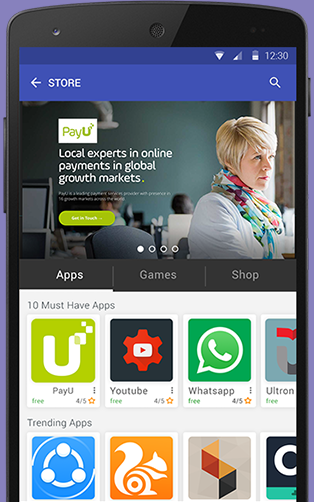 12:30
STORE
PayU
Local experts in online
payments in global
growth markets.
PayU is a leading payment services provider with presence in
16 growth markets across the world.
Get in Touch →
Apps
Games
Shop
10 Must Have Apps
U
PayU
Youtube
Whatsapp
Ultron
free
4/5
free
4/5
free
4/5
free
Trending Apps